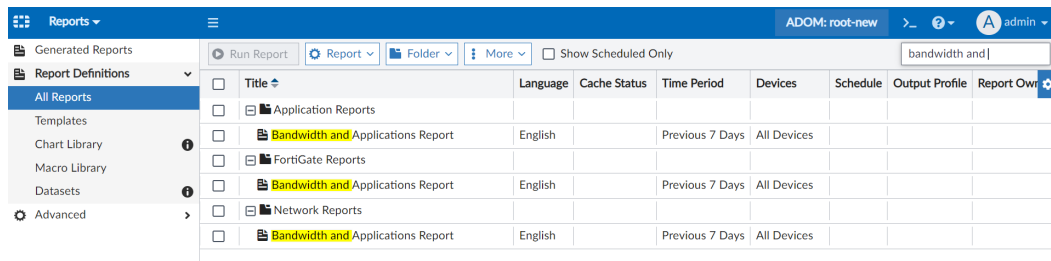 Reports ADOM: root-new >_ ? A admin
Generated Reports
Report Definitions
All Reports
Templates
Chart Library
Macro Library
Datasets
Advanced
Run Report Report Folder More Show Scheduled Only bandwidth and
Title Language Cache Status Time Period Devices Schedule Output Profile Report Owr
Application Reports
Bandwidth and Applications Report English Previous 7 Days All Devices
FortiGate Reports
Bandwidth and Applications Report English Previous 7 Days All Devices
Network Reports
Bandwidth and Applications Report English Previous 7 Days All Devices